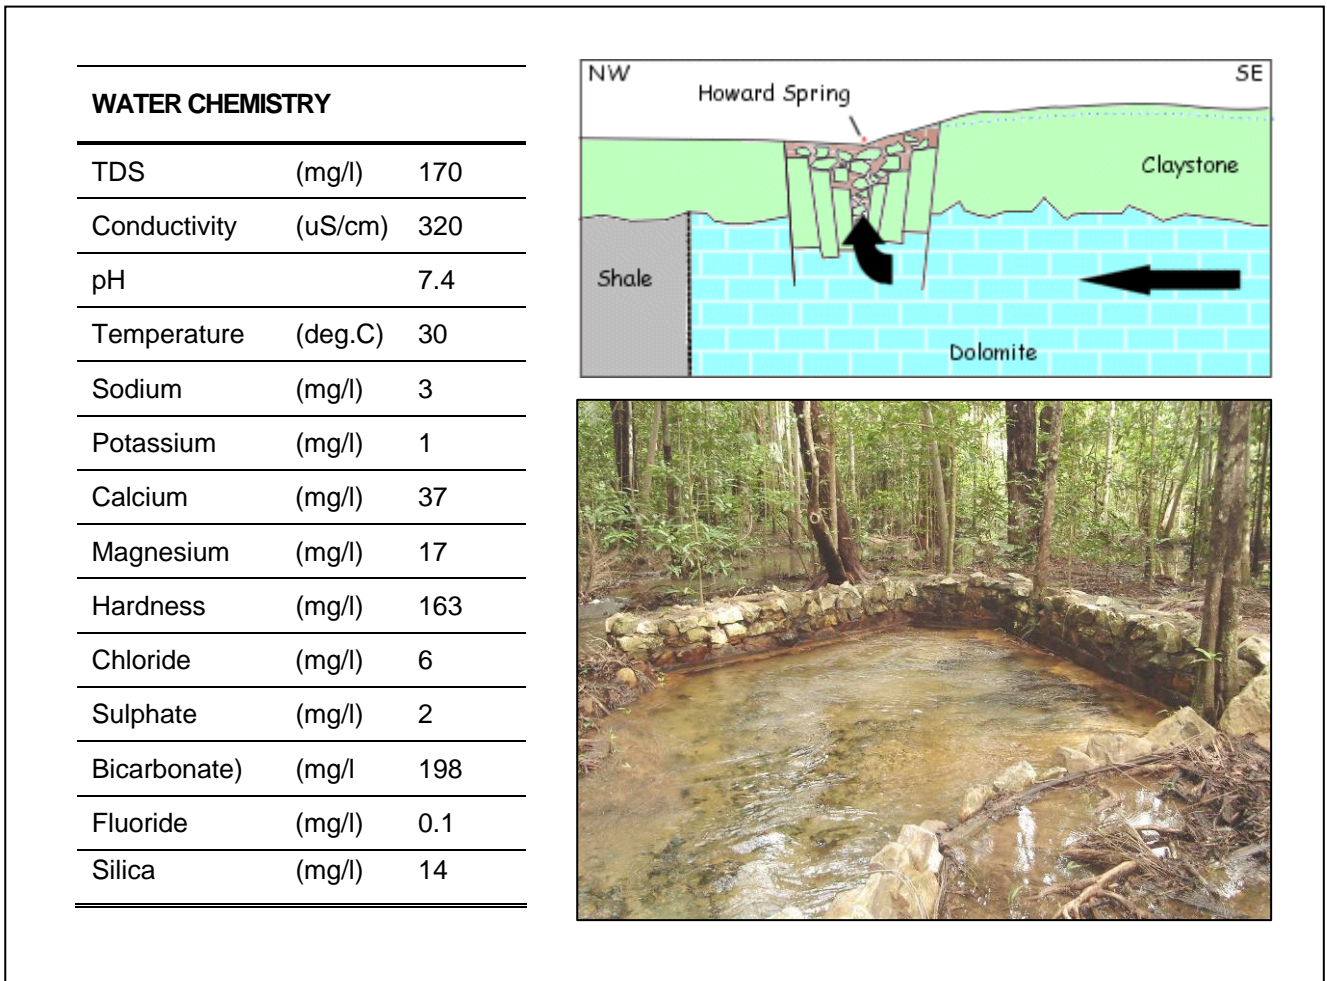 WATER CHEMISTRY
TDS (mg/l) 170
Conductivity (uS/cm) 320
pH 7.4
Temperature (deg.C) 30
Sodium (mg/l) 3
Potassium (mg/l) 1
Calcium (mg/l) 37
Magnesium (mg/l) 17
Hardness (mg/l) 163
Chloride (mg/l) 6
Sulphate (mg/l) 2
Bicarbonate) (mg/l 198
Fluoride (mg/l) 0.1
Silica (mg/l) 14
NW SE
Howard Spring
Claystone
Shale
Dolomite